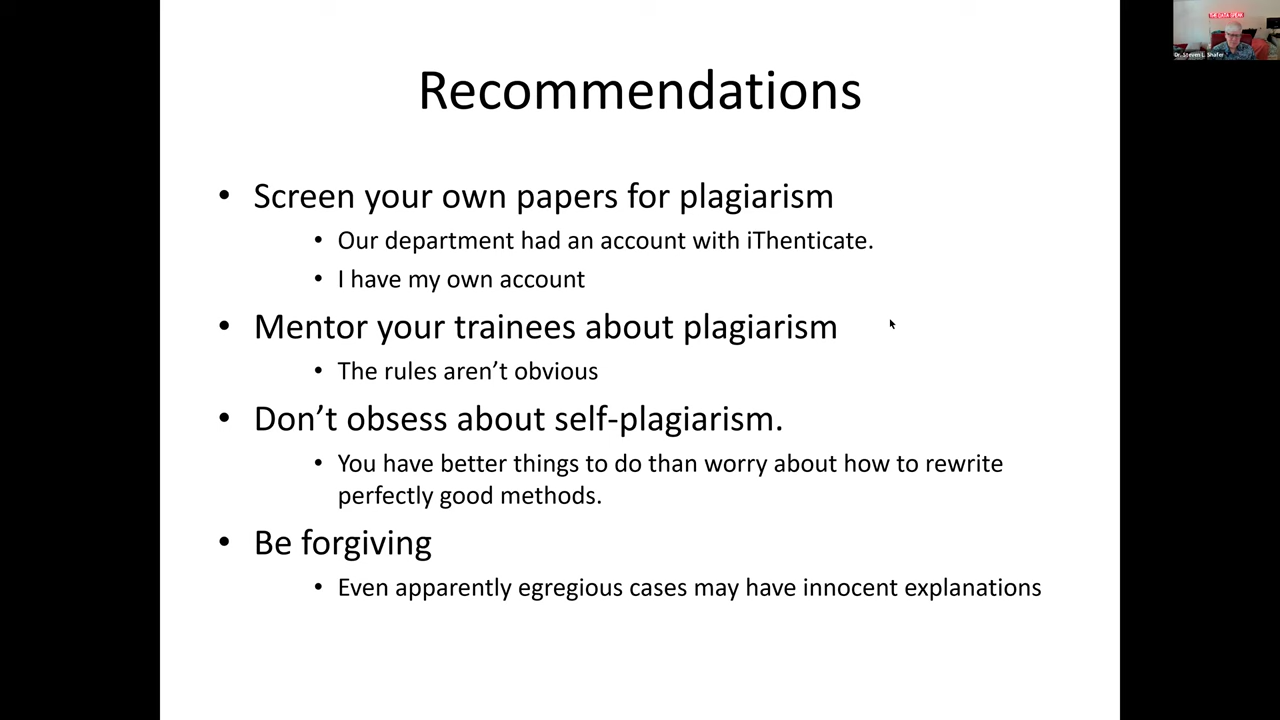 Recommendations
• Screen your own papers for plagiarism
• Our department had an account with iThenticate.
• I have my own account
• Mentor your trainees about plagiarism
• The rules aren’t obvious
• Don’t obsess about self-plagiarism.
• You have better things to do than worry about how to rewrite
perfectly good methods.
• Be forgiving
• Even apparently egregious cases may have innocent explanations
Dr. Steven L. Shafer